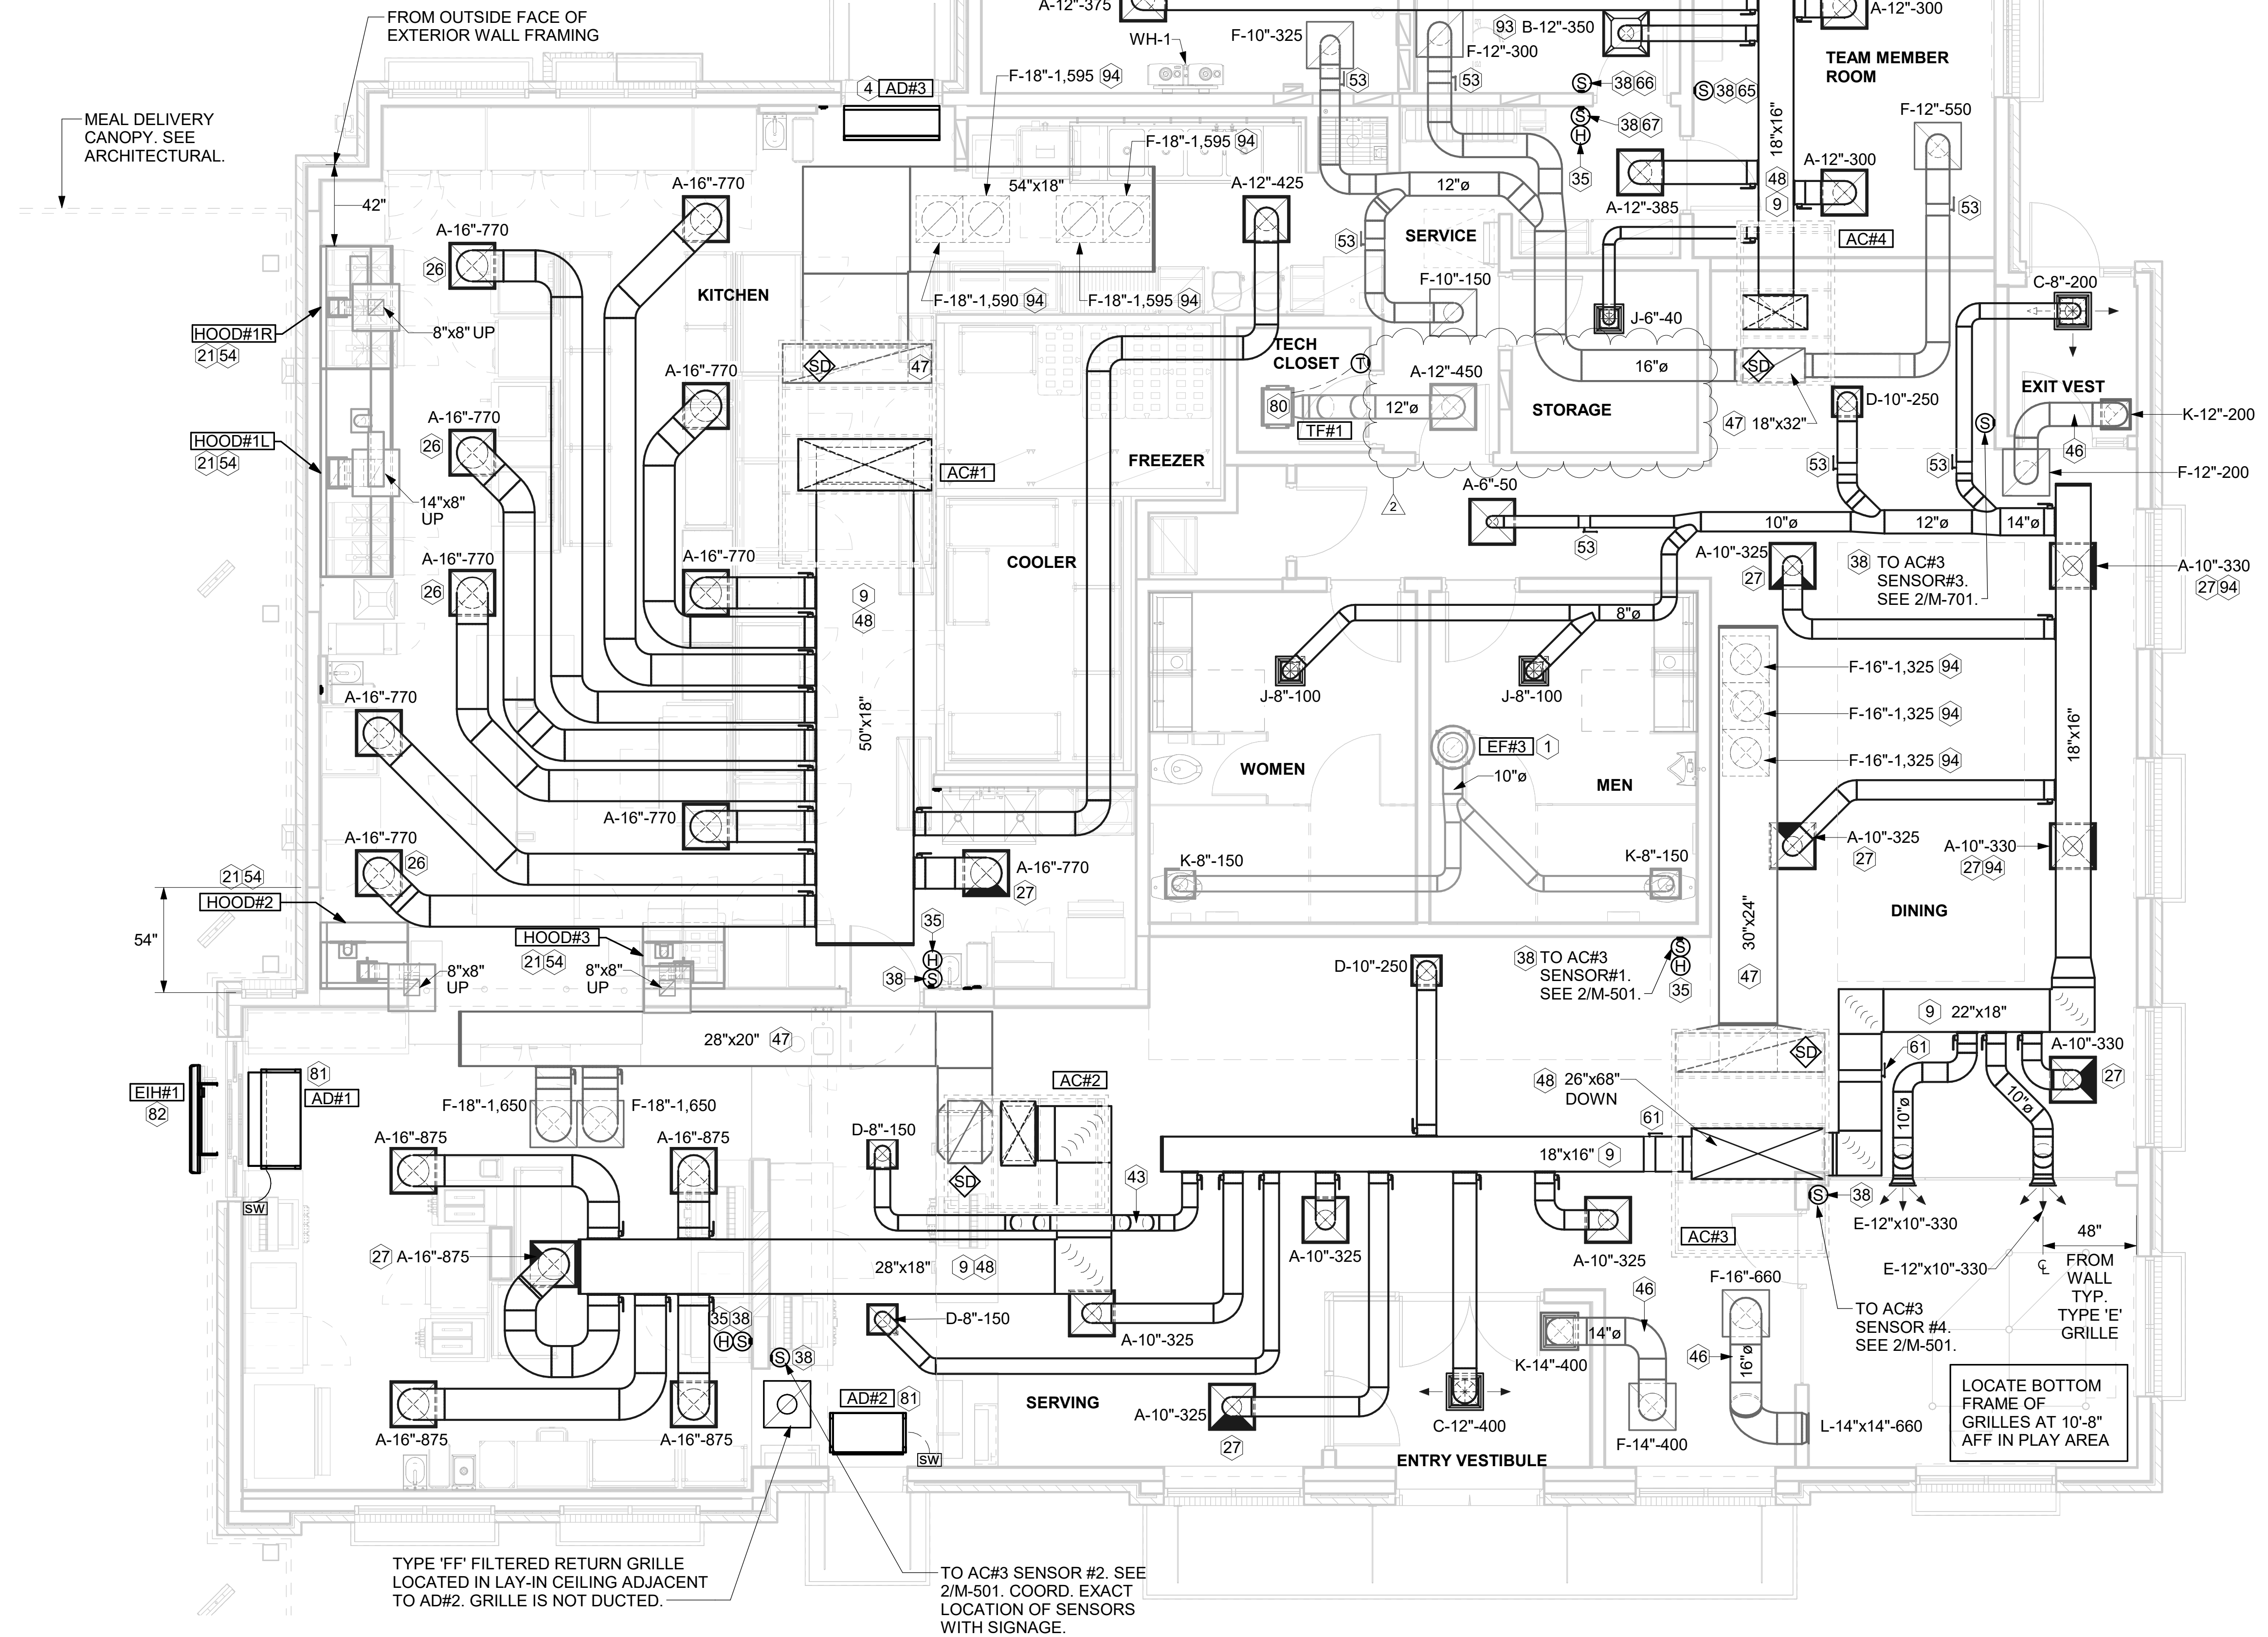 FROM OUTSIDE FACE OF
EXTERIOR WALL FRAMING
MEAL DELIVERY
CANOPY. SEE
ARCHITECTURAL.
42"
4 AD#3
A-12"-375
WH-1
F-18"-1,595 94
F-10"-325
53
F-12"-300
53
93 B-12"-350
A-12"-300
TEAM MEMBER
ROOM
S 38 66
S 38 65
S 38 67
H
35
18"x16"
48
9
F-12"-550
53
A-12"-300
A-12"-385
AC#4
F-18"-1,595 94
54"x18"
A-12"-425
12"ø
53
SERVICE
F-10"-150
J-6"-40
F-18"-1,590 94
F-18"-1,595 94
A-16"-770
A-16"-770
26
KITCHEN
HOOD#1R
21 54
8"x8" UP
A-16"-770
SD
47
A-16"-770
26
HOOD#1L
21 54
14"x8"
UP
AC#1
FREEZER
TECH
CLOSET
T
80
TF#1
12"ø
A-12"-450
16"ø
STORAGE
SD
47 18"x32"
2
C-8"-200
EXIT VEST
D-10"-250
53
53
S
K-12"-200
46
F-12"-200
A-6"-50
53
10"ø
12"ø
14"ø
A-16"-770
26
A-16"-770
9
48
COOLER
50"x18"
A-10"-325
27
38 TO AC#3
SENSOR#3.
SEE 2/M-701.
A-10"-330
27 94
8"ø
J-8"-100
J-8"-100
F-16"-1,325 94
F-16"-1,325 94
F-16"-1,325 94
18"x16"
A-16"-770
EF#3 1
10"ø
WOMEN
MEN
A-16"-770
A-16"-770
26
A-16"-770
27
K-8"-150
K-8"-150
A-10"-325
27
A-10"-330
27 94
DINING
30"x24"
47
21 54
HOOD#2
54"
HOOD#3
21 54
8"x8"
UP
8"x8"
UP
35
H
38 S
D-10"-250
38 TO AC#3
SENSOR#1.
SEE 2/M-501.
S
H
35
9 22"x18"
28"x20" 47
EIH#1
82
81
AD#1
SW
F-18"-1,650
F-18"-1,650
AC#2
SD
48 26"x68"
DOWN
61
SD
61
10"ø
10"ø
A-10"-330
27
A-16"-875
A-16"-875
D-8"-150
43
18"x16" 9
S 38
E-12"x10"-330
48"
27 A-16"-875
28"x18"
9 48
A-10"-325
A-10"-325
AC#3
E-12"x10"-330
℄
FROM
WALL
TYP.
TYPE 'E'
GRILLE
46
F-16"-660
D-8"-150
A-10"-325
35 38
H S
S 38
14"ø
K-14"-400
46
16"ø
TO AC#3
SENSOR #4.
SEE 2/M-501.
A-16"-875
A-16"-875
AD#2 81
SW
SERVING
A-10"-325
27
C-12"-400
ENTRY VESTIBULE
F-14"-400
L-14"x14"-660
LOCATE BOTTOM
FRAME OF
GRILLES AT 10'-8"
AFF IN PLAY AREA
TYPE 'FF' FILTERED RETURN GRILLE
LOCATED IN LAY-IN CEILING ADJACENT
TO AD#2. GRILLE IS NOT DUCTED.
TO AC#3 SENSOR #2. SEE
2/M-501. COORD. EXACT
LOCATION OF SENSORS
WITH SIGNAGE.